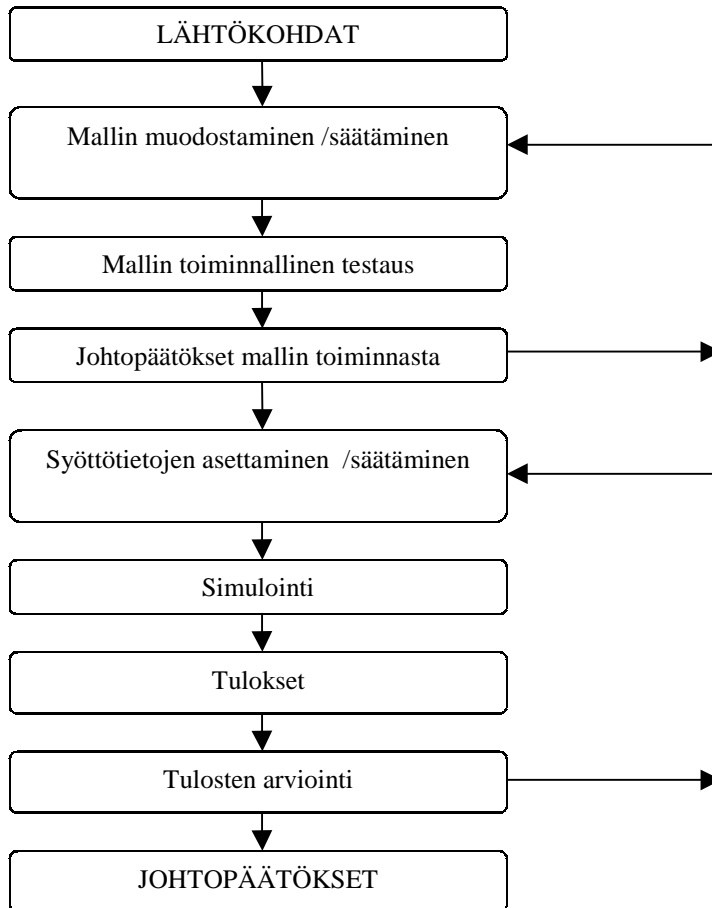 LÄHTÖKOHDAT
Mallin muodostaminen /säätäminen
Mallin toiminnallinen testaus
Johtopäätökset mallin toiminnasta
Syöttötietojen asettaminen /säätäminen
Simulointi
Tulokset
Tulosten arviointi
JOHTOPÄÄTÖKSET